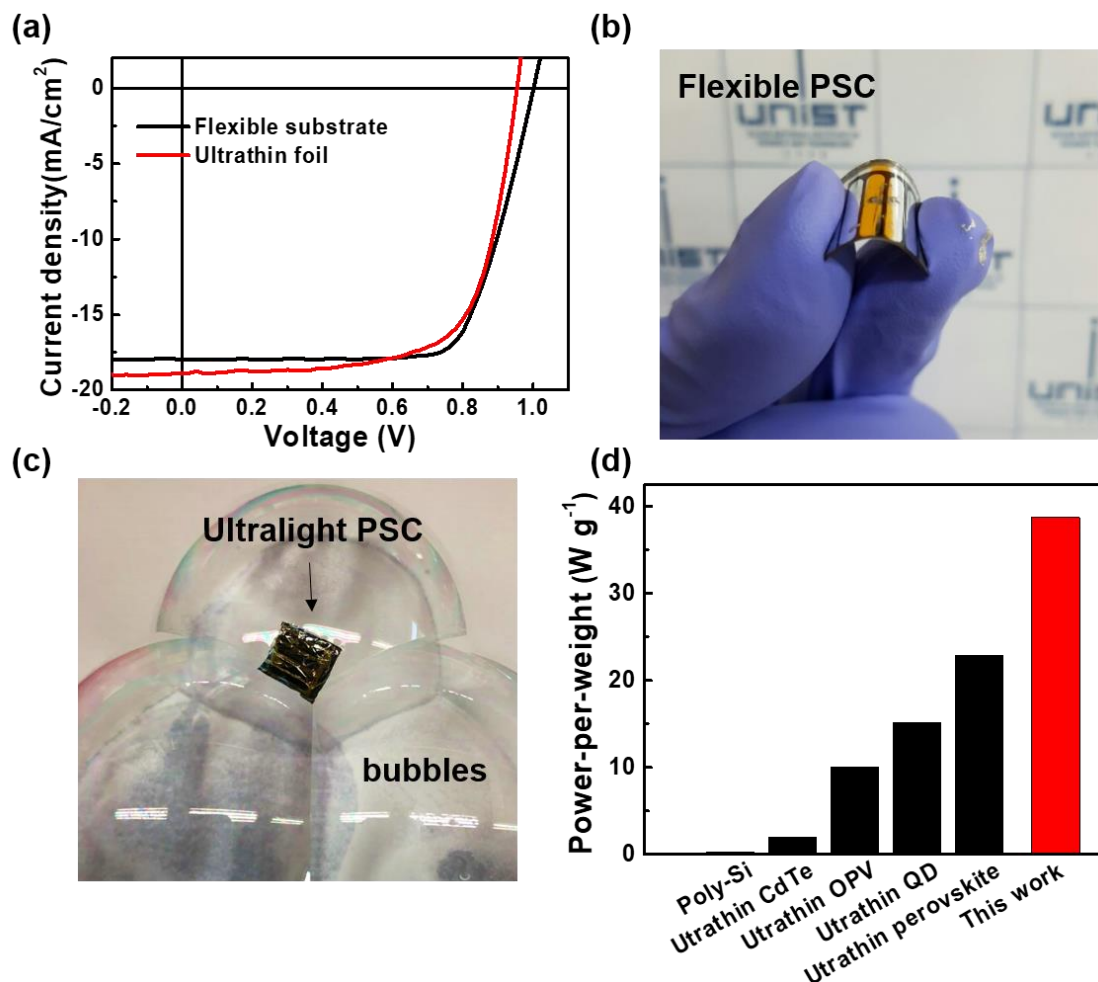 (a)
Current density(mA/cm²)
0
-5
-10
-15
-20
Flexible substrate
Ultrathin foil
-0.2 0.0 0.2 0.4 0.6 0.8 1.0
Voltage (V)
(b)
Flexible PSC
UNIST
UNIST
UNIST
(c)
Ultralight PSC
bubbles
(d)
Power-per-weight (W g⁻¹)
40
30
20
10
0
Poly-Si
Utrathin CdTe
Utrathin OPV
Utrathin QD
Utrathin perovskite
This work